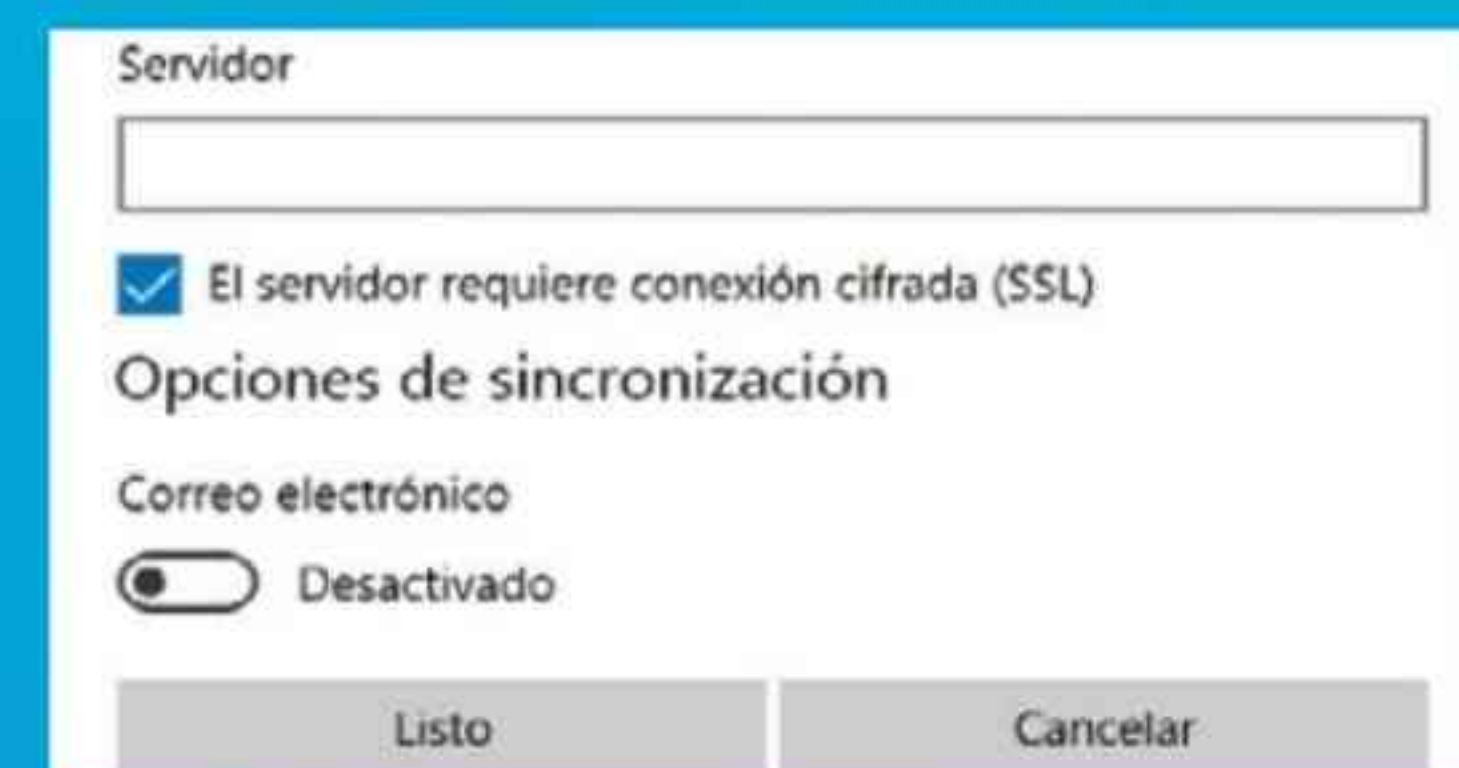 Servidor
El servidor requiere conexión cifrada (SSL)
Opciones de sincronización
Correo electrónico
Desactivado
Listo Cancelar